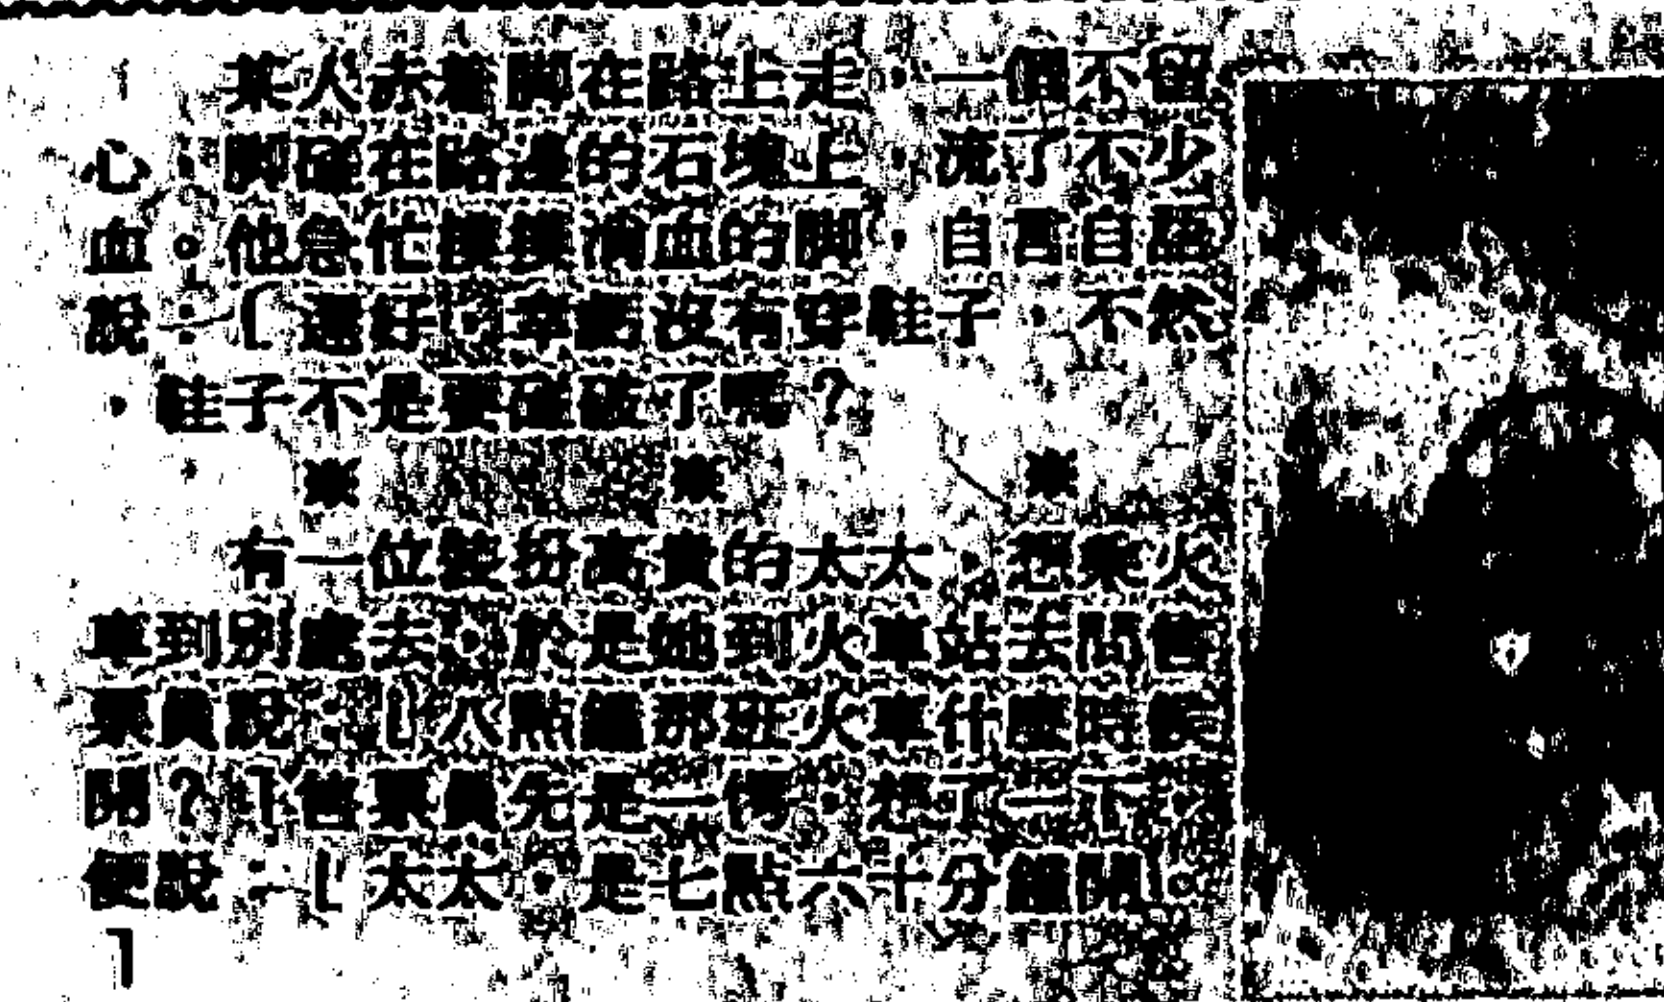 某人赤着脚在路上走，一個不留
心，脚碰在路邊的石塊上，流了不少
血。他急忙摸摸淌血的脚，自言自語
說：「還好，幸虧沒有穿鞋子，不然
，鞋子不是要碰破了嗎？
※ ※ ※
有一位裝扮高貴的太太，想乘火
車到別處去，於是她到火車站去問售
票員說：「八點鐘那班火車什麼時候
開？」售票員先是一愕，想了一下，
便說：「太太，是七點六十分鐘開。
」